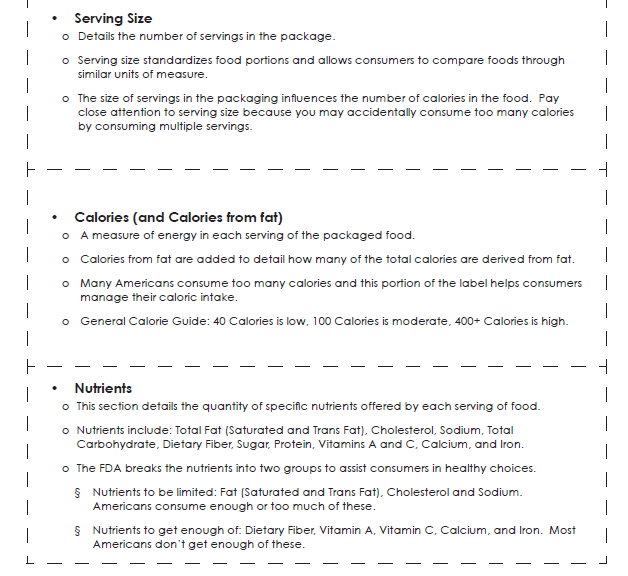 • Serving Size
o Details the number of servings in the package.
o Serving size standardizes food portions and allows consumers to compare foods through
similar units of measure.
o The size of servings in the packaging influences the number of calories in the food.  Pay
close attention to serving size because you may accidentally consume too many calories
by consuming multiple servings.
• Calories (and Calories from fat)
o A measure of energy in each serving of the packaged food.
o Calories from fat are added to detail how many of the total calories are derived from fat.
o Many Americans consume too many calories and this portion of the label helps consumers
manage their caloric intake.
o General Calorie Guide: 40 Calories is low, 100 Calories is moderate, 400+ Calories is high.
• Nutrients
o This section details the quantity of specific nutrients offered by each serving of food.
o Nutrients include: Total Fat (Saturated and Trans Fat), Cholesterol, Sodium, Total
Carbohydrate, Dietary Fiber, Sugar, Protein, Vitamins A and C, Calcium, and Iron.
o The FDA breaks the nutrients into two groups to assist consumers in healthy choices.
§ Nutrients to be limited: Fat (Saturated and Trans Fat), Cholesterol and Sodium.
Americans consume enough or too much of these.
§ Nutrients to get enough of: Dietary Fiber, Vitamin A, Vitamin C, Calcium, and Iron.  Most
Americans don't get enough of these.